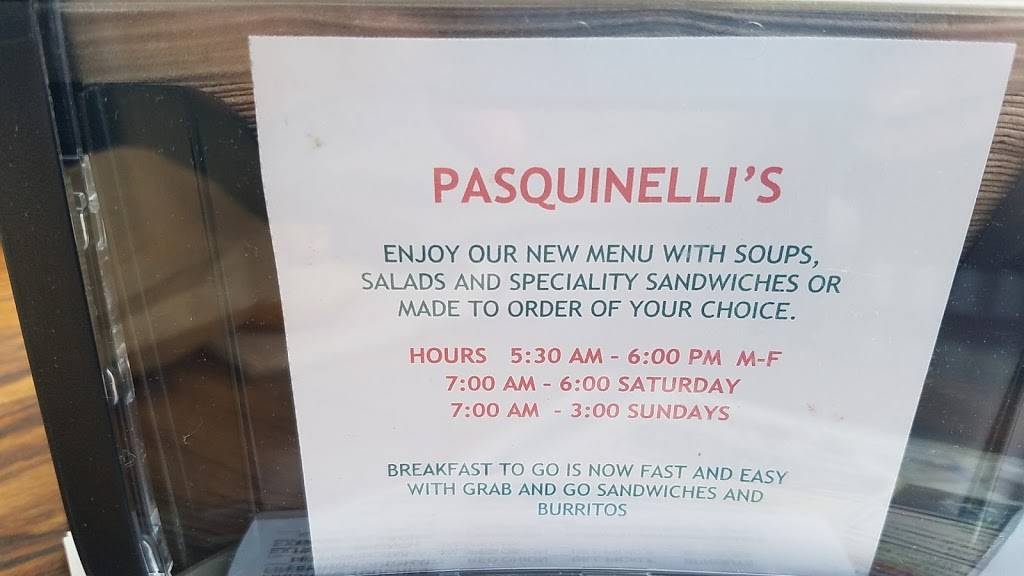 PASQUINELLI'S
ENJOY OUR NEW MENU WITH SOUPS,
SALADS AND SPECIALITY SANDWICHES OR
MADE TO ORDER OF YOUR CHOICE.
HOURS 5:30 AM - 6:00 PM M-F
7:00 AM - 6:00 SATURDAY
7:00 AM - 3:00 SUNDAYS
BREAKFAST TO GO IS NOW FAST AND EASY
WITH GRAB AND GO SANDWICHES AND
BURRITOS